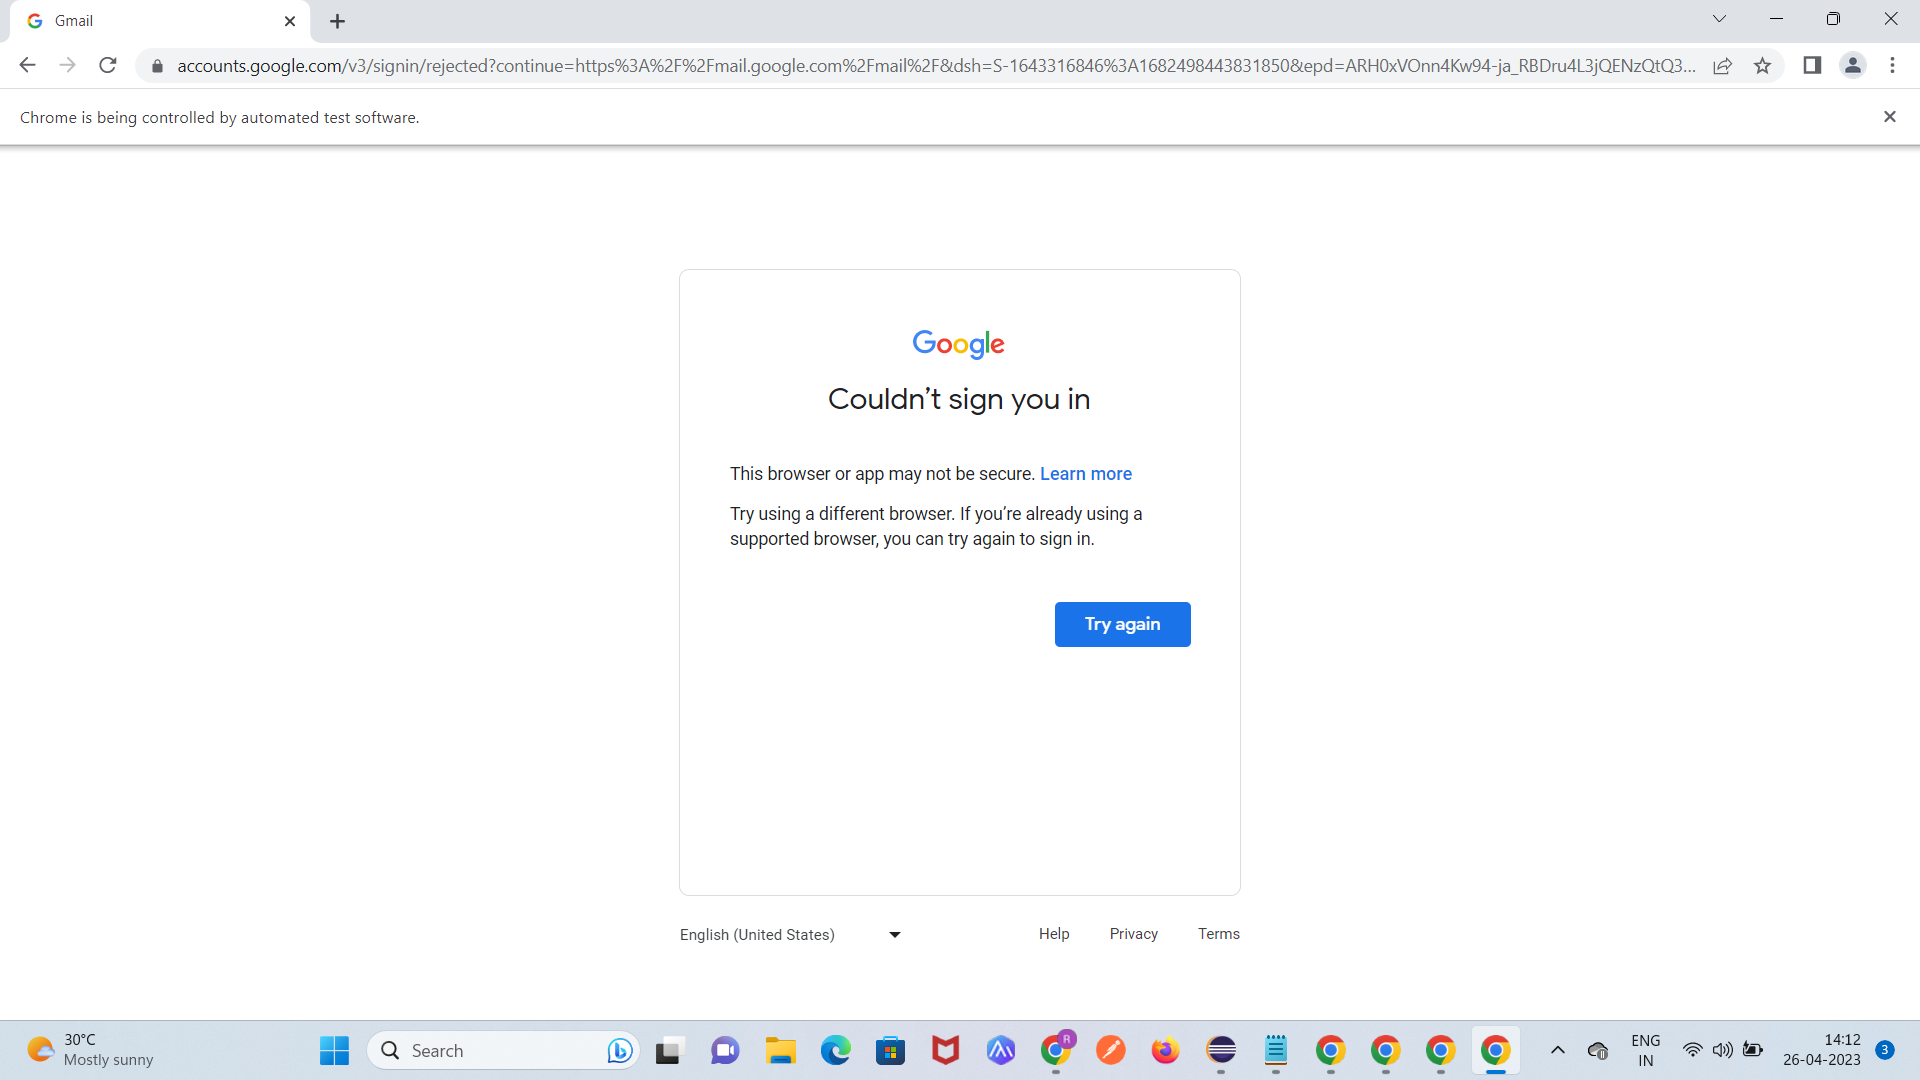 Gmail
accounts.google.com/v3/signin/rejected?continue=https%3A%2F%2Fmail.google.com%2Fmail%2F&dsh=S-1643316846%3A1682498443831850&epd=ARH0xVOnn4Kw94-ja_RBDru4L3jQENzQtQ3...
Chrome is being controlled by automated test software.
Google
Couldn’t sign you in
This browser or app may not be secure. Learn more
Try using a different browser. If you’re already using a
supported browser, you can try again to sign in.
Try again
English (United States)
Help Privacy Terms
30°C
Mostly sunny
Search
R
ENG
IN
14:12
26-04-2023
3